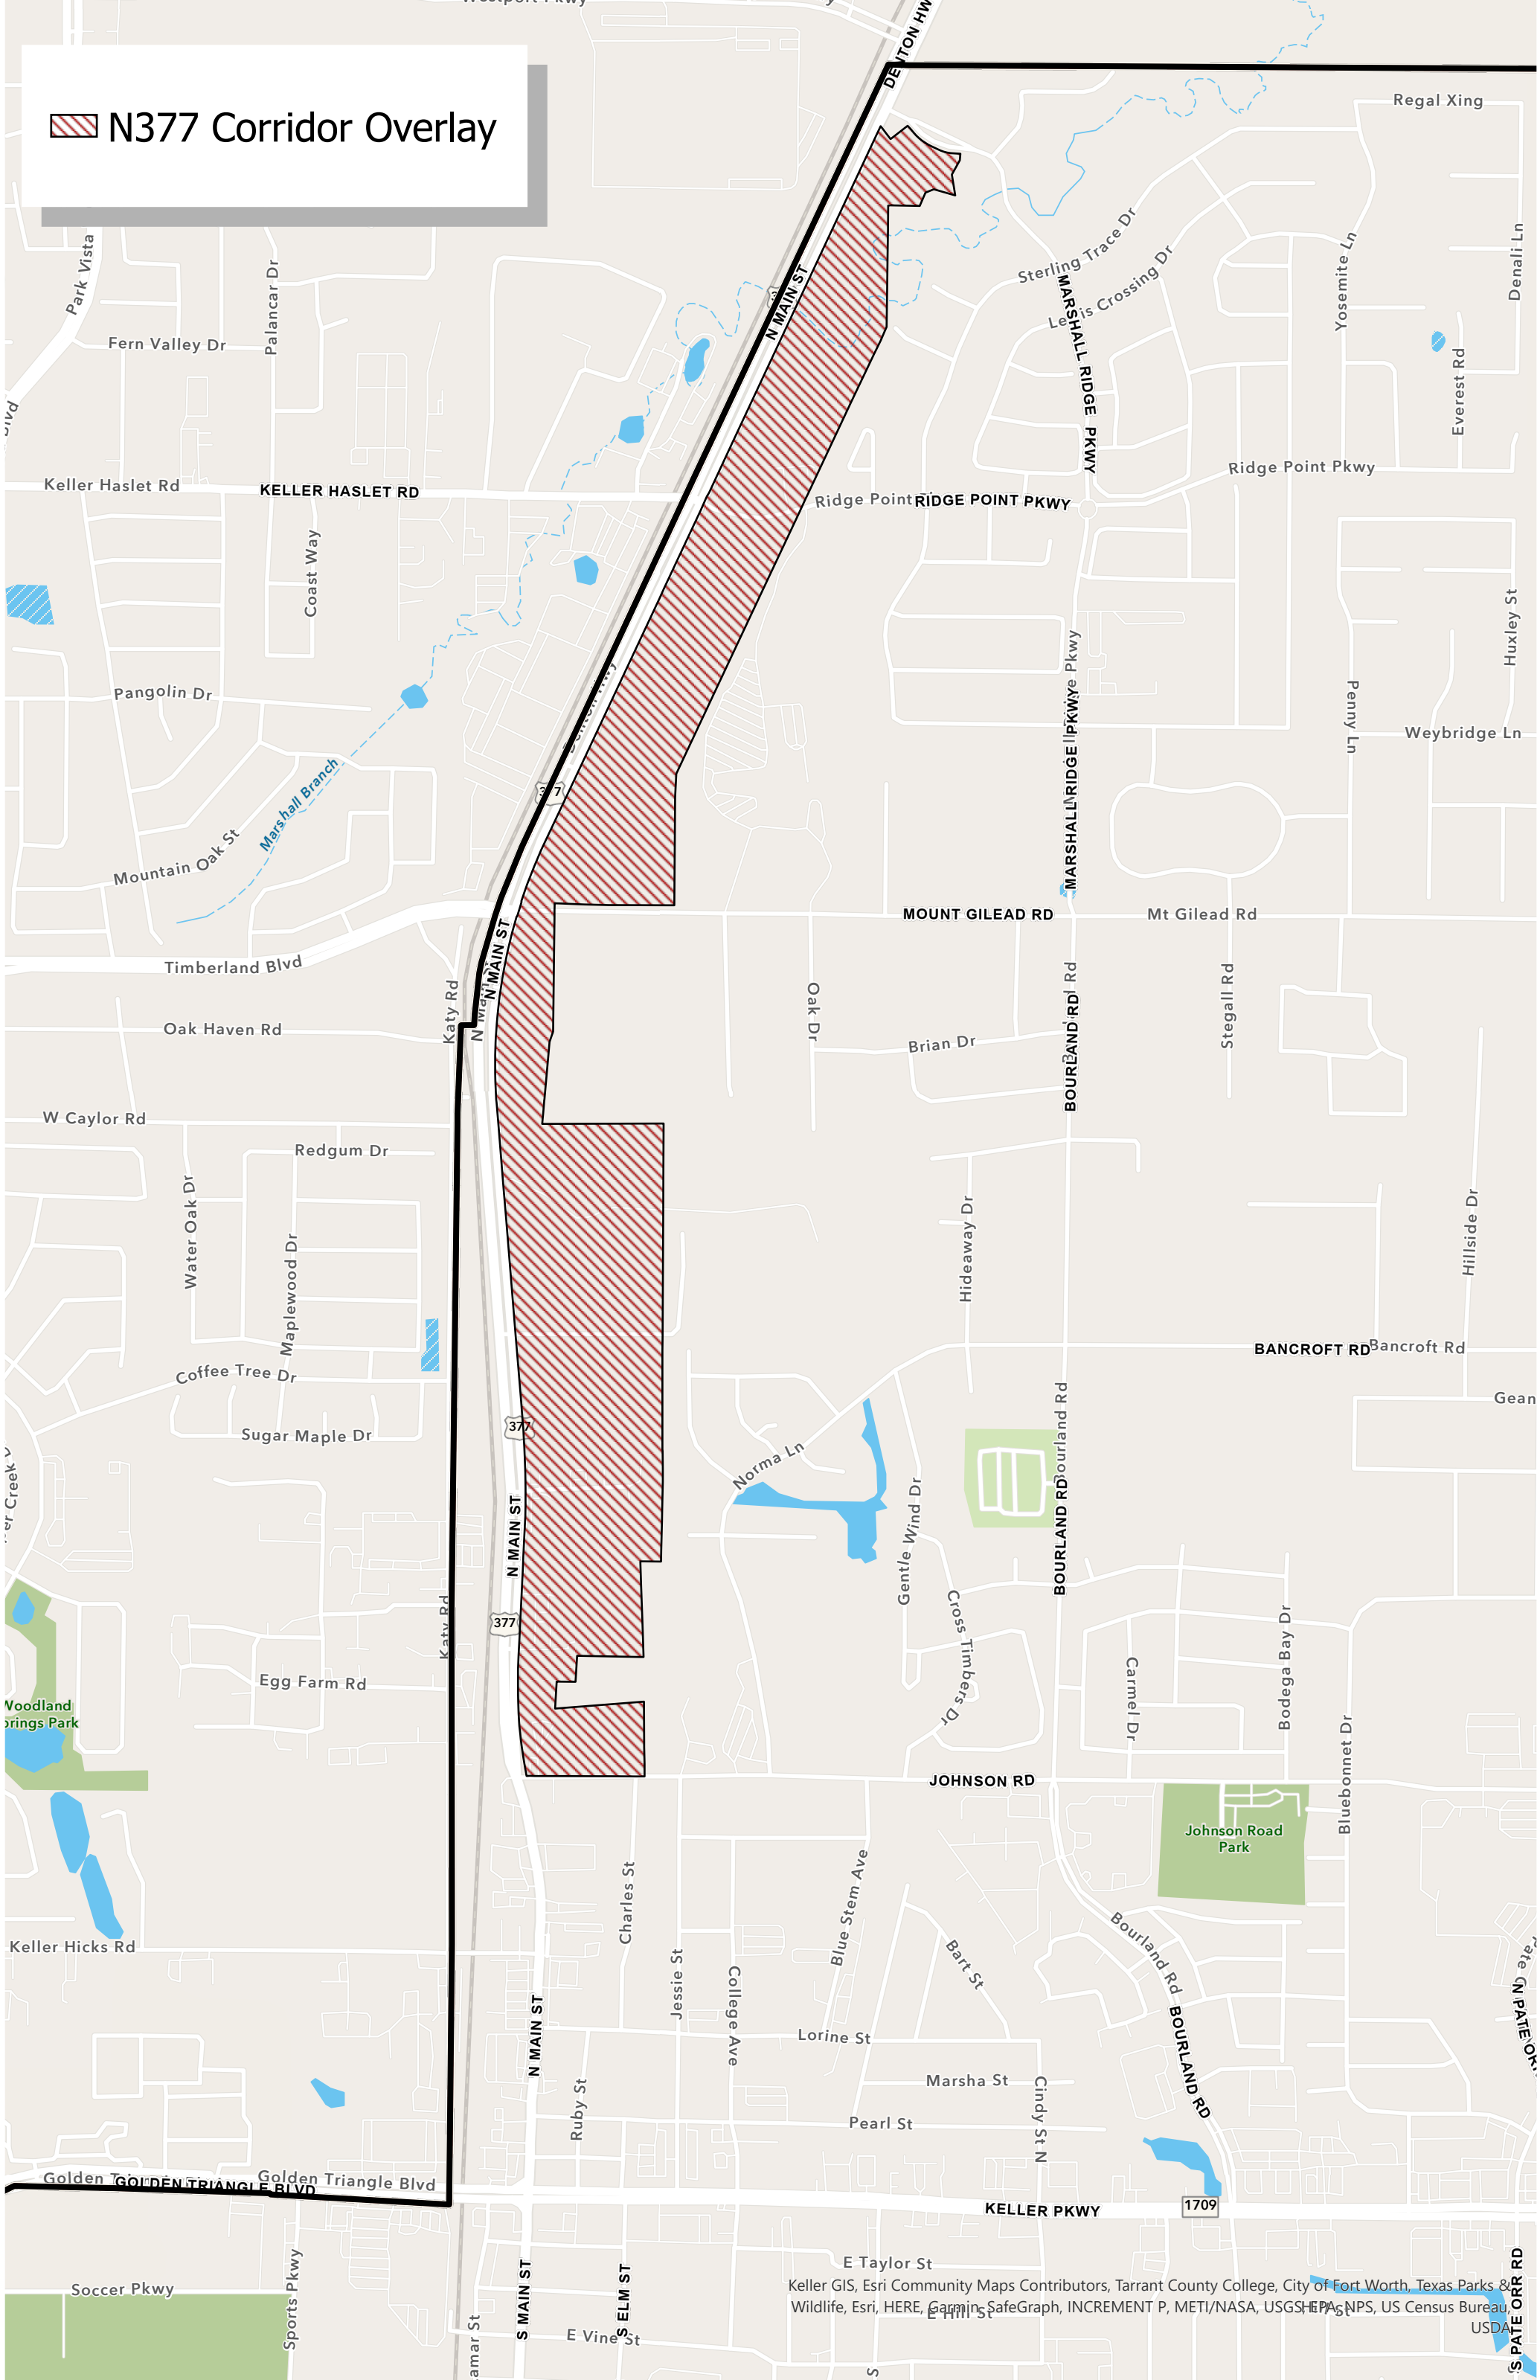 Westport Pkwy
DENTON HW
N377 Corridor Overlay
Regal Xing
Park Vista
Palancar Dr
Sterling Trace Dr
Lewis Crossing Dr
Yosemite Ln
Denali Ln
N MAIN ST
MARSHALL RIDGE PKWY
Fern Valley Dr
Everest Rd
Blvd
Keller Haslet Rd
KELLER HASLET RD
Ridge Point
RIDGE POINT PKWY
Ridge Point Pkwy
Coast Way
Huxley St
Pangolin Dr
Denton Hwy
MARSHALL RIDGE PKWY
Penny Ln
Weybridge Ln
Marshall Branch
377
Mountain Oak St
MOUNT GILEAD RD
Mt Gilead Rd
Timberland Blvd
N MAIN ST
N Main St
Katy Rd
Oak Haven Rd
Oak Dr
Brian Dr
BOURLAND RD
Stegall Rd
W Caylor Rd
Redgum Dr
Water Oak Dr
Maplewood Dr
Hideaway Dr
Hillside Dr
BANCROFT RD
Bancroft Rd
Coffee Tree Dr
Gean
Sugar Maple Dr
377
Norma Ln
Bourland Rd
N MAIN ST
Gentle Wind Dr
BOURLAND RD
377
Katy Rd
Cross Timbers Dr
Carmel Dr
Bodega Bay Dr
Egg Farm Rd
Woodland
Springs Park
Bluebonnet Dr
JOHNSON RD
Johnson Road
Park
Charles St
Blue Stem Ave
Bourland Rd
Keller Hicks Rd
Jessie St
College Ave
Bart St
N MAIN ST
Lorine St
BOURLAND RD
N PATE ORR
Marsha St
Ruby St
Pearl St
Cindy St N
Golden Triangle Blvd
GOLDEN TRIANGLE BLVD
KELLER PKWY
1709
E Taylor St
Soccer Pkwy
Sports Pkwy
S MAIN ST
S ELM ST
S PATE ORR RD
E Hill St
E Vine St
Keller GIS, Esri Community Maps Contributors, Tarrant County College, City of Fort Worth, Texas Parks &
Wildlife, Esri, HERE, Garmin, SafeGraph, INCREMENT P, METI/NASA, USGS, EPA, NPS, US Census Bureau,
USDA